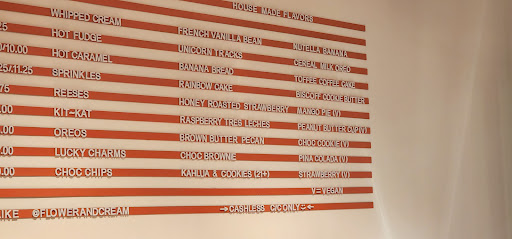 HOUSE MADE FLAVORS
WHIPPED CREAM FRENCH VANILLA BEAN NUTELLA BANANA
HOT FUDGE UNICORN TRACKS CEREAL MILK OREO
HOT CARAMEL BANANA BREAD TOFFEE COFFEE CAKE
SPRINKLES RAINBOW CAKE BISCOFF COOKIE BUTTER
REESES HONEY ROASTED STRAWBERRY MANGO PIE (V)
KIT-KAT RASPBERRY TRES LECHES PEANUT BUTTER CUP (V)
OREOS BROWN BUTTER PECAN CHOC COOKIE (V)
LUCKY CHARMS CHOC BROWNIE PINA COLADA (V)
CHOC CHIPS KAHLUA & COOKIES (21+) STRAWBERRY (V)
V=VEGAN
@FLOWERANDCREAM CASHLESS C/C ONLY